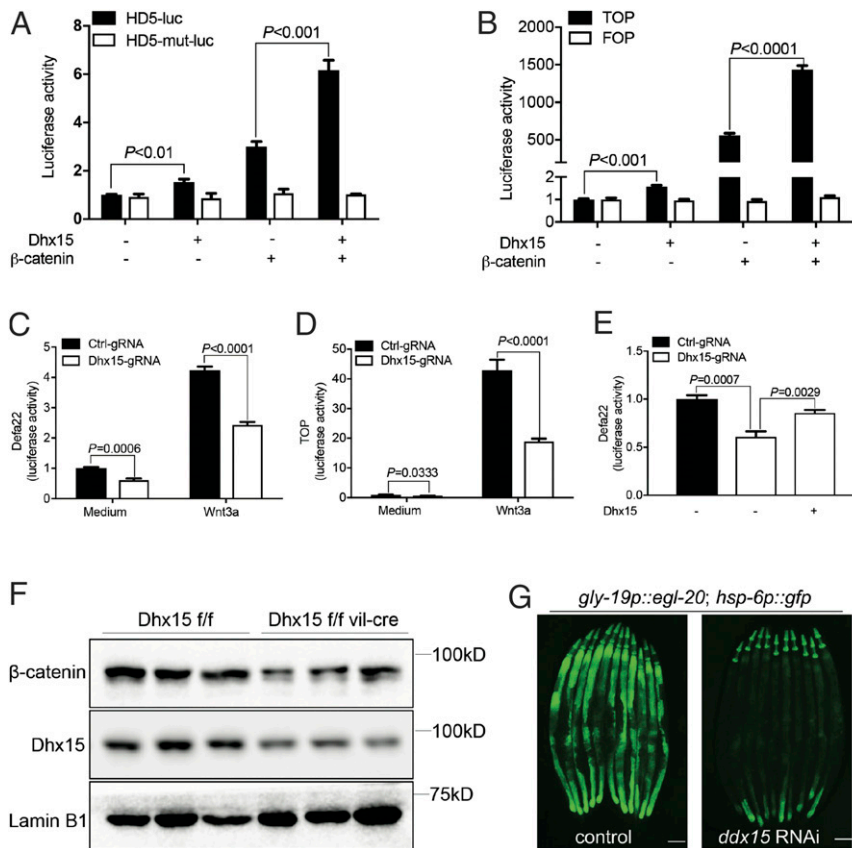 A
HD5-luc
HD5-mut-luc
Luciferase activity
8
6
4
2
0
P<0.01
P<0.001
Dhx15 - + - +
β-catenin - - + +
B
TOP
FOP
Luciferase activity
1500
1000
500
2
1
0
P<0.001
P<0.0001
Dhx15 - + - +
β-catenin - - + +
C
Ctrl-gRNA
Dhx15-gRNA
Defa22
(luciferase activity)
5
4
3
2
1
0
P=0.0006
P<0.0001
Medium Wnt3a
D
Ctrl-gRNA
Dhx15-gRNA
TOP
(luciferase activity)
50
40
30
20
10
0
P=0.0333
P<0.0001
Medium Wnt3a
E
Ctrl-gRNA
Dhx15-gRNA
Defa22
(luciferase activity)
1.5
1.0
0.5
0.0
P=0.0007
P=0.0029
Dhx15 - - +
F
Dhx15 f/f Dhx15 f/f vil-cre
β-catenin 100kD
Dhx15 100kD
Lamin B1 75kD
G
gly-19p::egl-20; hsp-6p::gfp
control ddx15 RNAi